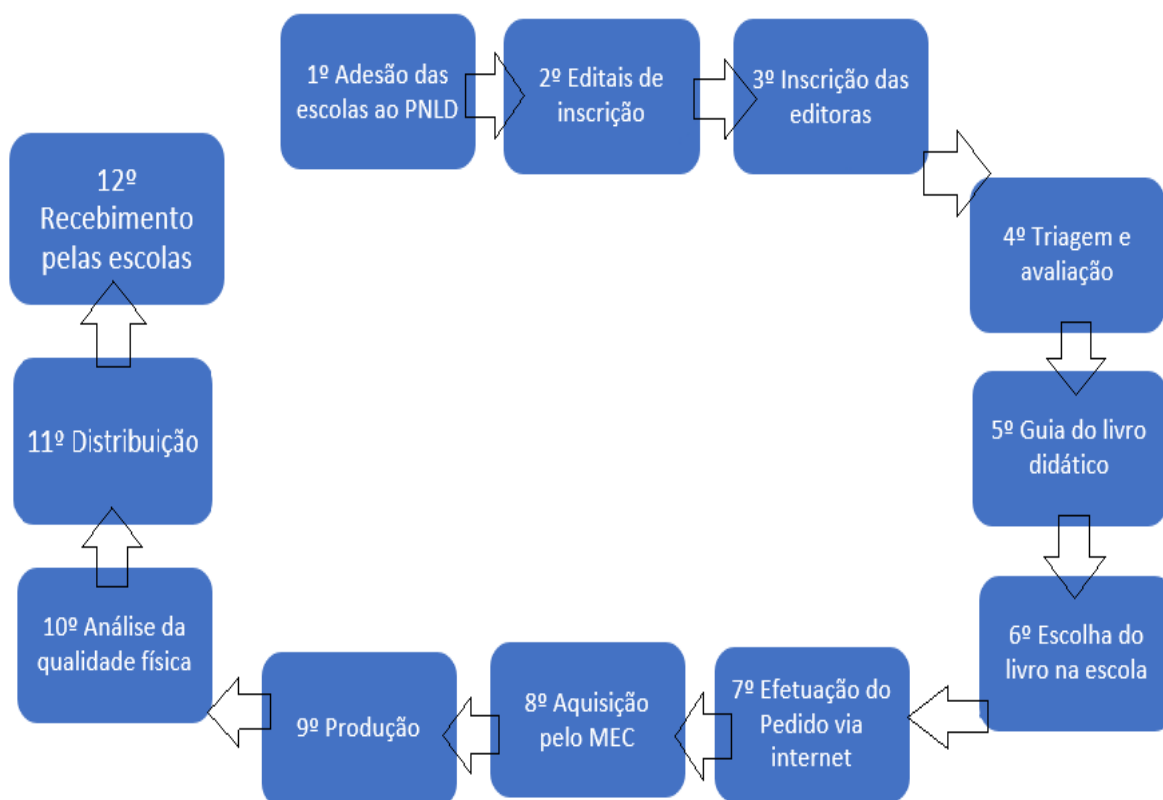 1º Adesão das
escolas ao PNLD
2º Editais de
inscrição
3º Inscrição das
editoras
4º Triagem e
avaliação
5º Guia do livro
didático
6º Escolha do
livro na escola
7º Efetuação do
Pedido via
internet
8º Aquisição
pelo MEC
9º Produção
10º Análise da
qualidade física
11º Distribuição
12º
Recebimento
pelas escolas